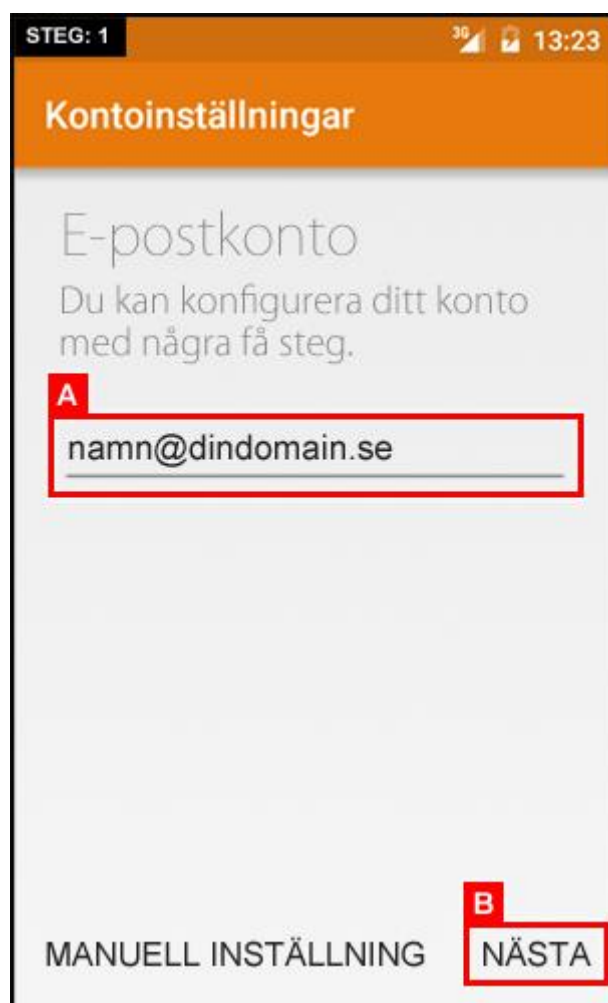 STEG: 1
3G 13:23
Kontoinställningar
E-postkonto
Du kan konfigurera ditt konto
med några få steg.
A
namn@dindomain.se
B
MANUELL INSTÄLLNING NÄSTA